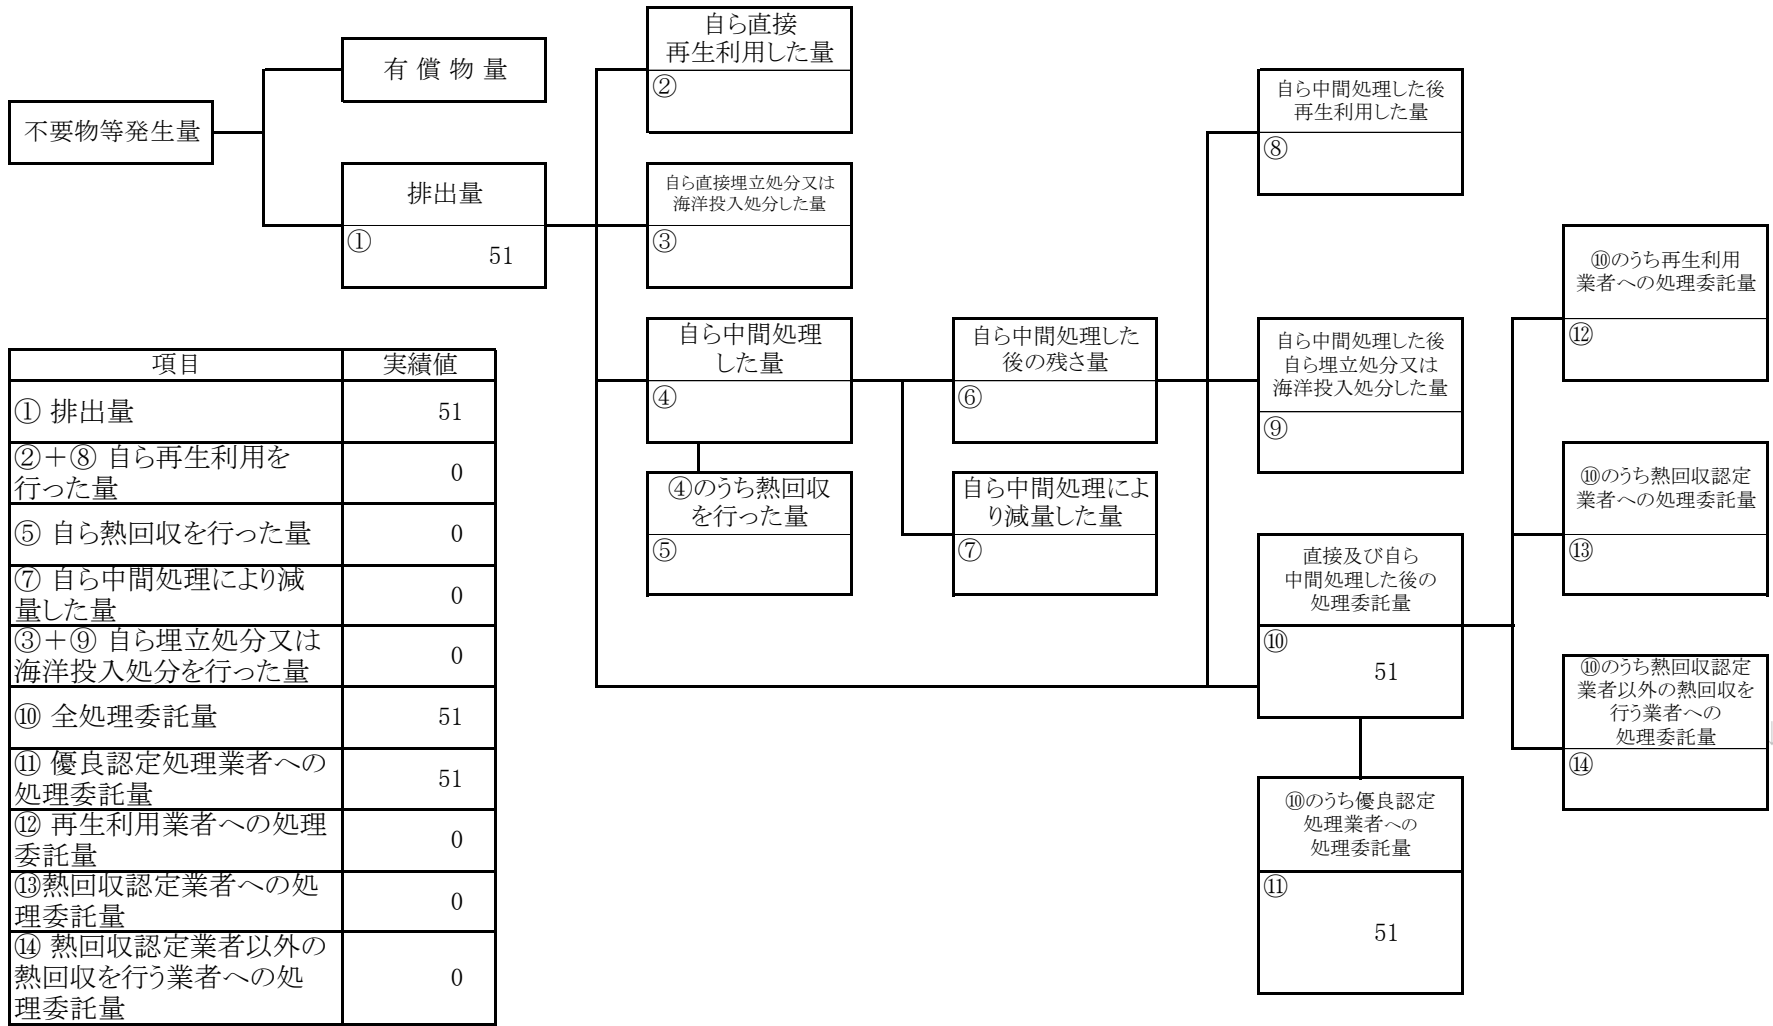 不要物等発生量
有 償 物 量
排出量
①
51
自ら直接
再生利用した量
②
自ら直接埋立処分又は
海洋投入処分した量
③
自ら中間処理
した量
④
④のうち熱回収
を行った量
⑤
自ら中間処理した
後の残さ量
⑥
自ら中間処理によ
り減量した量
⑦
自ら中間処理した後
再生利用した量
⑧
自ら中間処理した後
自ら埋立処分又は
海洋投入処分した量
⑨
直接及び自ら
中間処理した後の
処理委託量
⑩
51
⑩のうち優良認定
処理業者への
処理委託量
⑪
51
⑩のうち再生利用
業者への処理委託量
⑫
⑩のうち熱回収認定
業者への処理委託量
⑬
⑩のうち熱回収認定
業者以外の熱回収を
行う業者への
処理委託量
⑭
項目 実績値
① 排出量 51
②＋⑧ 自ら再生利用を
行った量 0
⑤ 自ら熱回収を行った量 0
⑦ 自ら中間処理により減
量した量 0
③＋⑨ 自ら埋立処分又は
海洋投入処分を行った量 0
⑩ 全処理委託量 51
⑪ 優良認定処理業者への
処理委託量 51
⑫ 再生利用業者への処理
委託量 0
⑬熱回収認定業者への処
理委託量 0
⑭ 熱回収認定業者以外の
熱回収を行う業者への処
理委託量 0